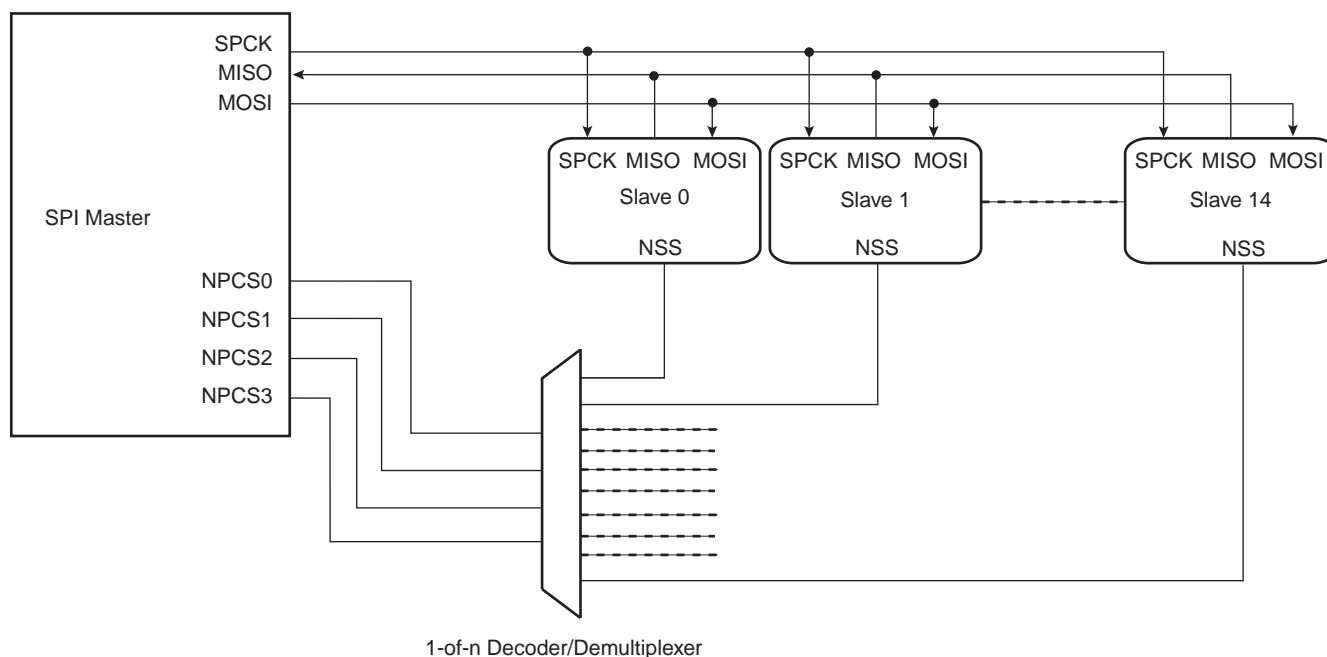 SPCK
MISO
MOSI
SPI Master
NPCS0
NPCS1
NPCS2
NPCS3
SPCK MISO MOSI
Slave 0
NSS
SPCK MISO MOSI
Slave 1
NSS
SPCK MISO MOSI
Slave 14
NSS
1-of-n Decoder/Demultiplexer